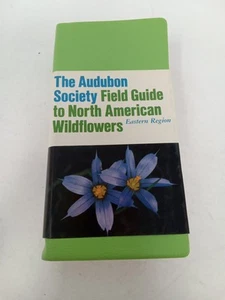 The Audubon
Society Field Guide
to North American
Wildflowers Eastern Region